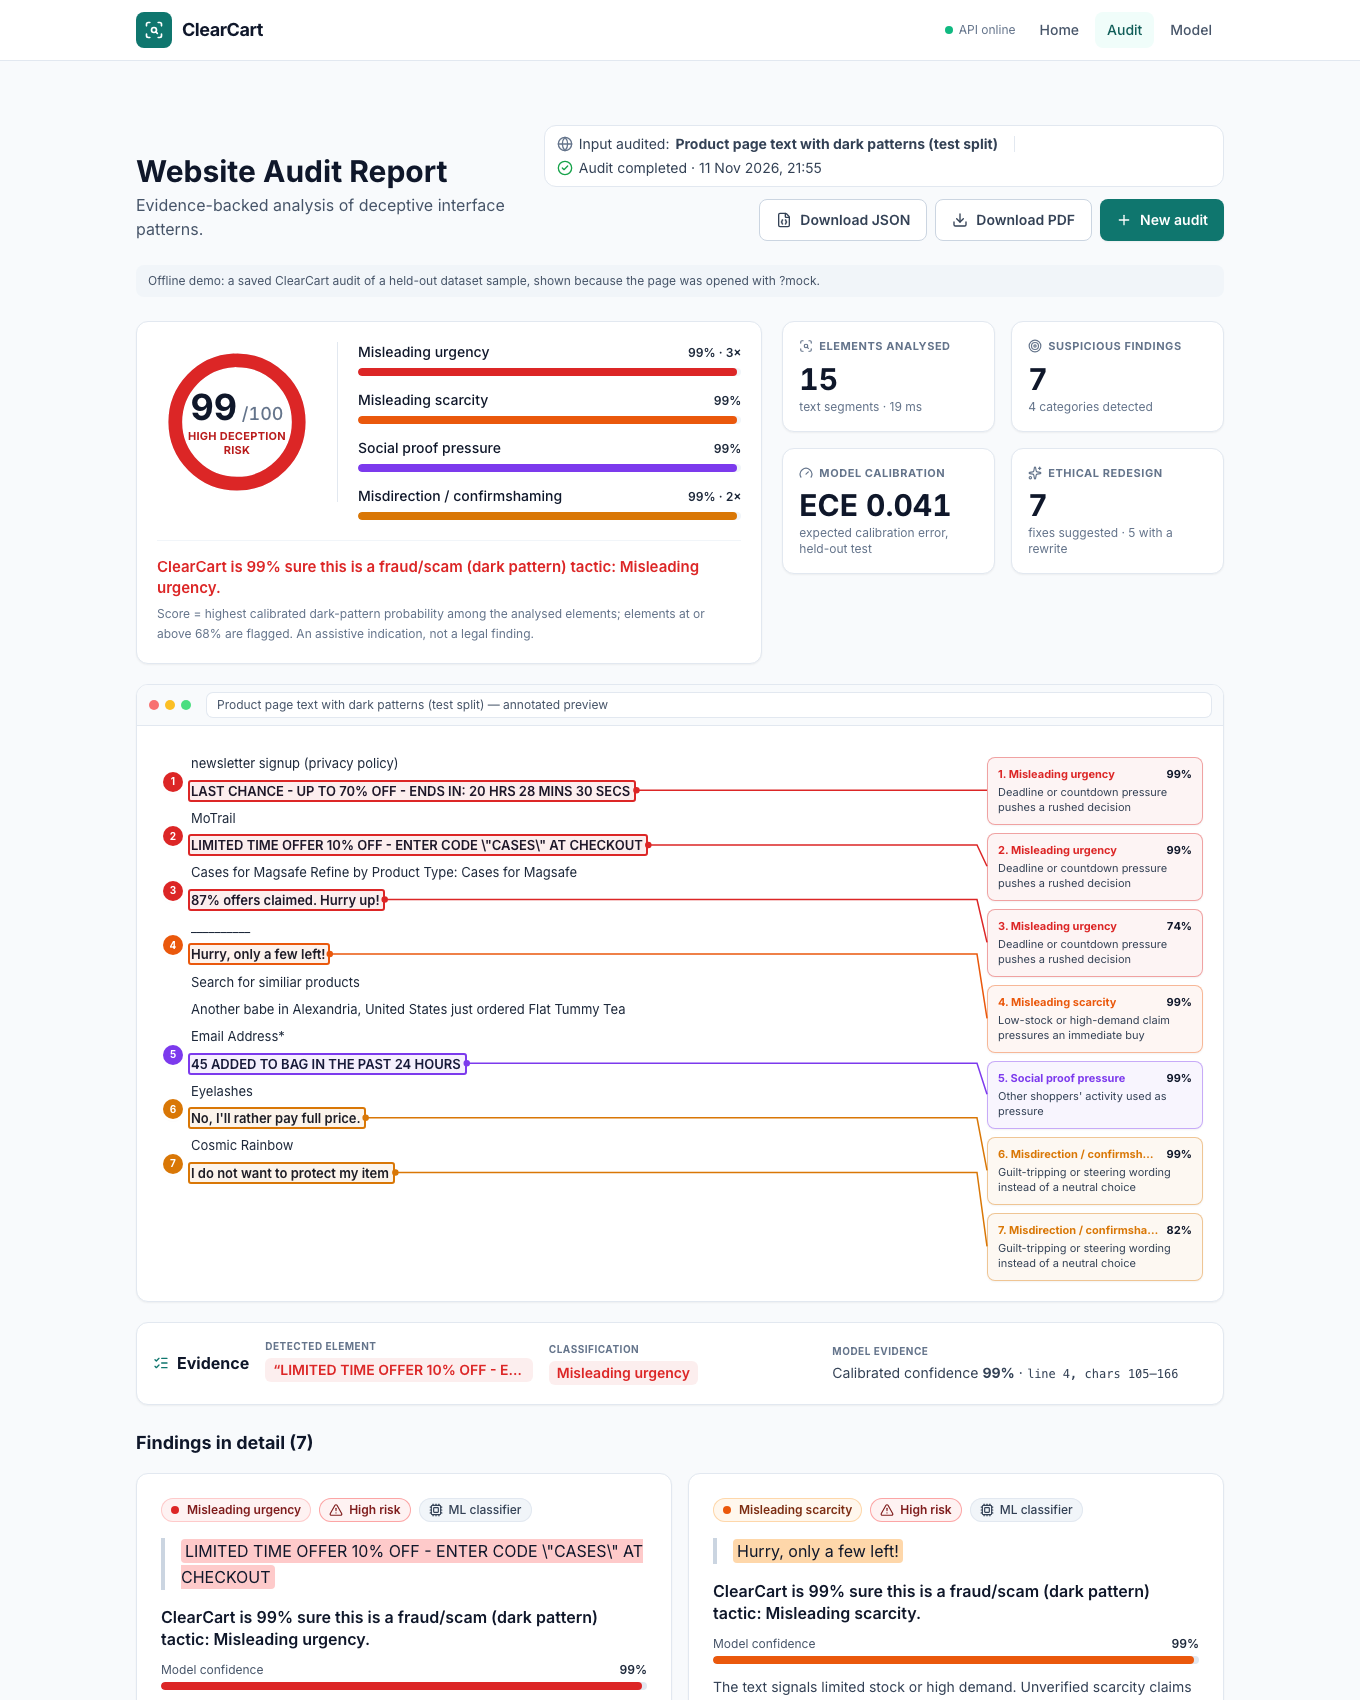 ClearCart
API online
Home
Audit
Model
Website Audit Report
Evidence-backed analysis of deceptive interface
patterns.
Input audited: Product page text with dark patterns (test split)
Audit completed · 11 Nov 2026, 21:55
Download JSON
Download PDF
New audit
Offline demo: a saved ClearCart audit of a held-out dataset sample, shown because the page was opened with ?mock.
99 /100
HIGH DECEPTION
RISK
Misleading urgency 99% · 3×
Misleading scarcity 99%
Social proof pressure 99%
Misdirection / confirmshaming 99% · 2×
ClearCart is 99% sure this is a fraud/scam (dark pattern) tactic: Misleading
urgency.
Score = highest calibrated dark-pattern probability among the analysed elements; elements at or
above 68% are flagged. An assistive indication, not a legal finding.
ELEMENTS ANALYSED
15
text segments · 19 ms
SUSPICIOUS FINDINGS
7
4 categories detected
MODEL CALIBRATION
ECE 0.041
expected calibration error,
held-out test
ETHICAL REDESIGN
7
fixes suggested · 5 with a
rewrite
Product page text with dark patterns (test split) — annotated preview
newsletter signup (privacy policy)
1 LAST CHANCE - UP TO 70% OFF - ENDS IN: 20 HRS 28 MINS 30 SECS
MoTrail
2 LIMITED TIME OFFER 10% OFF - ENTER CODE \"CASES\" AT CHECKOUT
Cases for Magsafe Refine by Product Type: Cases for Magsafe
3 87% offers claimed. Hurry up!
__________
4 Hurry, only a few left!
Search for similiar products
Another babe in Alexandria, United States just ordered Flat Tummy Tea
Email Address*
5 45 ADDED TO BAG IN THE PAST 24 HOURS
Eyelashes
6 No, I'll rather pay full price.
Cosmic Rainbow
7 I do not want to protect my item
1. Misleading urgency 99%
Deadline or countdown pressure
pushes a rushed decision
2. Misleading urgency 99%
Deadline or countdown pressure
pushes a rushed decision
3. Misleading urgency 74%
Deadline or countdown pressure
pushes a rushed decision
4. Misleading scarcity 99%
Low-stock or high-demand claim
pressures an immediate buy
5. Social proof pressure 99%
Other shoppers' activity used as
pressure
6. Misdirection / confirmsh... 99%
Guilt-tripping or steering wording
instead of a neutral choice
7. Misdirection / confirmsha... 82%
Guilt-tripping or steering wording
instead of a neutral choice
Evidence
DETECTED ELEMENT
“LIMITED TIME OFFER 10% OFF - E...
CLASSIFICATION
Misleading urgency
MODEL EVIDENCE
Calibrated confidence 99% · line 4, chars 105–166
Findings in detail (7)
Misleading urgency
High risk
ML classifier
LIMITED TIME OFFER 10% OFF - ENTER CODE \"CASES\" AT
CHECKOUT
ClearCart is 99% sure this is a fraud/scam (dark pattern)
tactic: Misleading urgency.
Model confidence 99%
Misleading scarcity
High risk
ML classifier
Hurry, only a few left!
ClearCart is 99% sure this is a fraud/scam (dark pattern)
tactic: Misleading scarcity.
Model confidence 99%
The text signals limited stock or high demand. Unverified scarcity claims